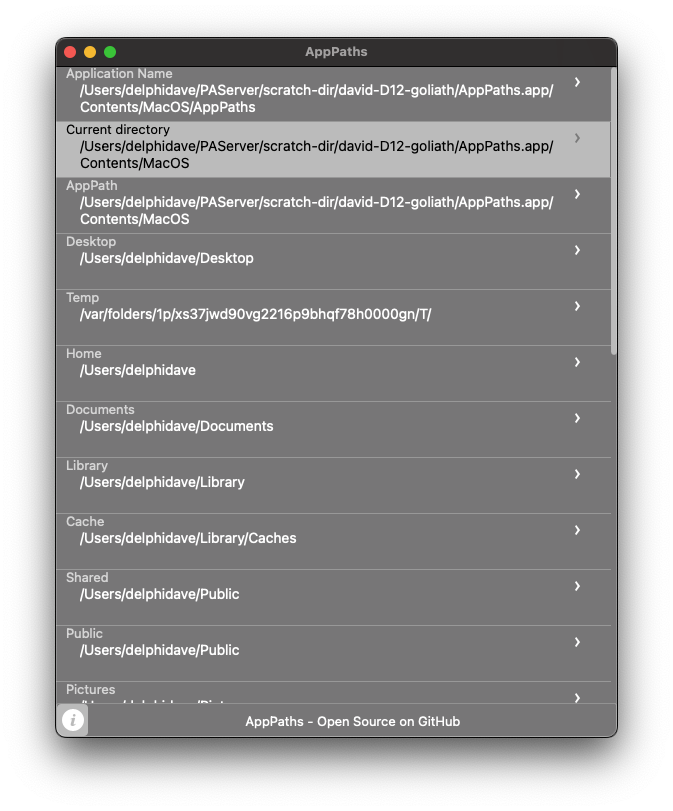 AppPaths
Application Name
/Users/delphidave/PAServer/scratch-dir/david-D12-goliath/AppPaths.app/
Contents/MacOS/AppPaths
Current directory
/Users/delphidave/PAServer/scratch-dir/david-D12-goliath/AppPaths.app/
Contents/MacOS
AppPath
/Users/delphidave/PAServer/scratch-dir/david-D12-goliath/AppPaths.app/
Contents/MacOS
Desktop
/Users/delphidave/Desktop
Temp
/var/folders/1p/xs37jwd90vg2216p9bhqf78h0000gn/T/
Home
/Users/delphidave
Documents
/Users/delphidave/Documents
Library
/Users/delphidave/Library
Cache
/Users/delphidave/Library/Caches
Shared
/Users/delphidave/Public
Public
/Users/delphidave/Public
Pictures
i AppPaths - Open Source on GitHub